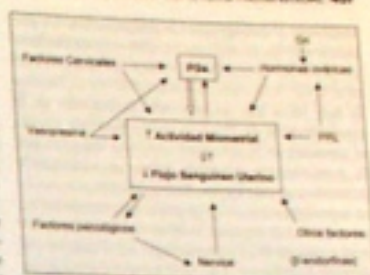 Factores Cervicales
PGs
Hormonas ováricas
Vasopresina
↑ Actividad Miometrial
↓↑
↓ Flujo Sanguíneo Uterino
PRL
Factores psicológicos
Nervios
Otros factores
(β-endorfinas)